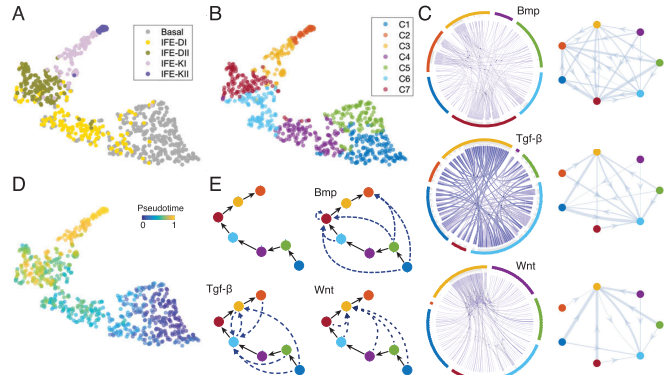 A
Basal
IFE-DI
IFE-DII
IFE-KI
IFE-KII
B
C1
C2
C3
C4
C5
C6
C7
C
Bmp
Tgf-β
Wnt
D
Pseudotime
0 1
E
Bmp
Tgf-β
Wnt